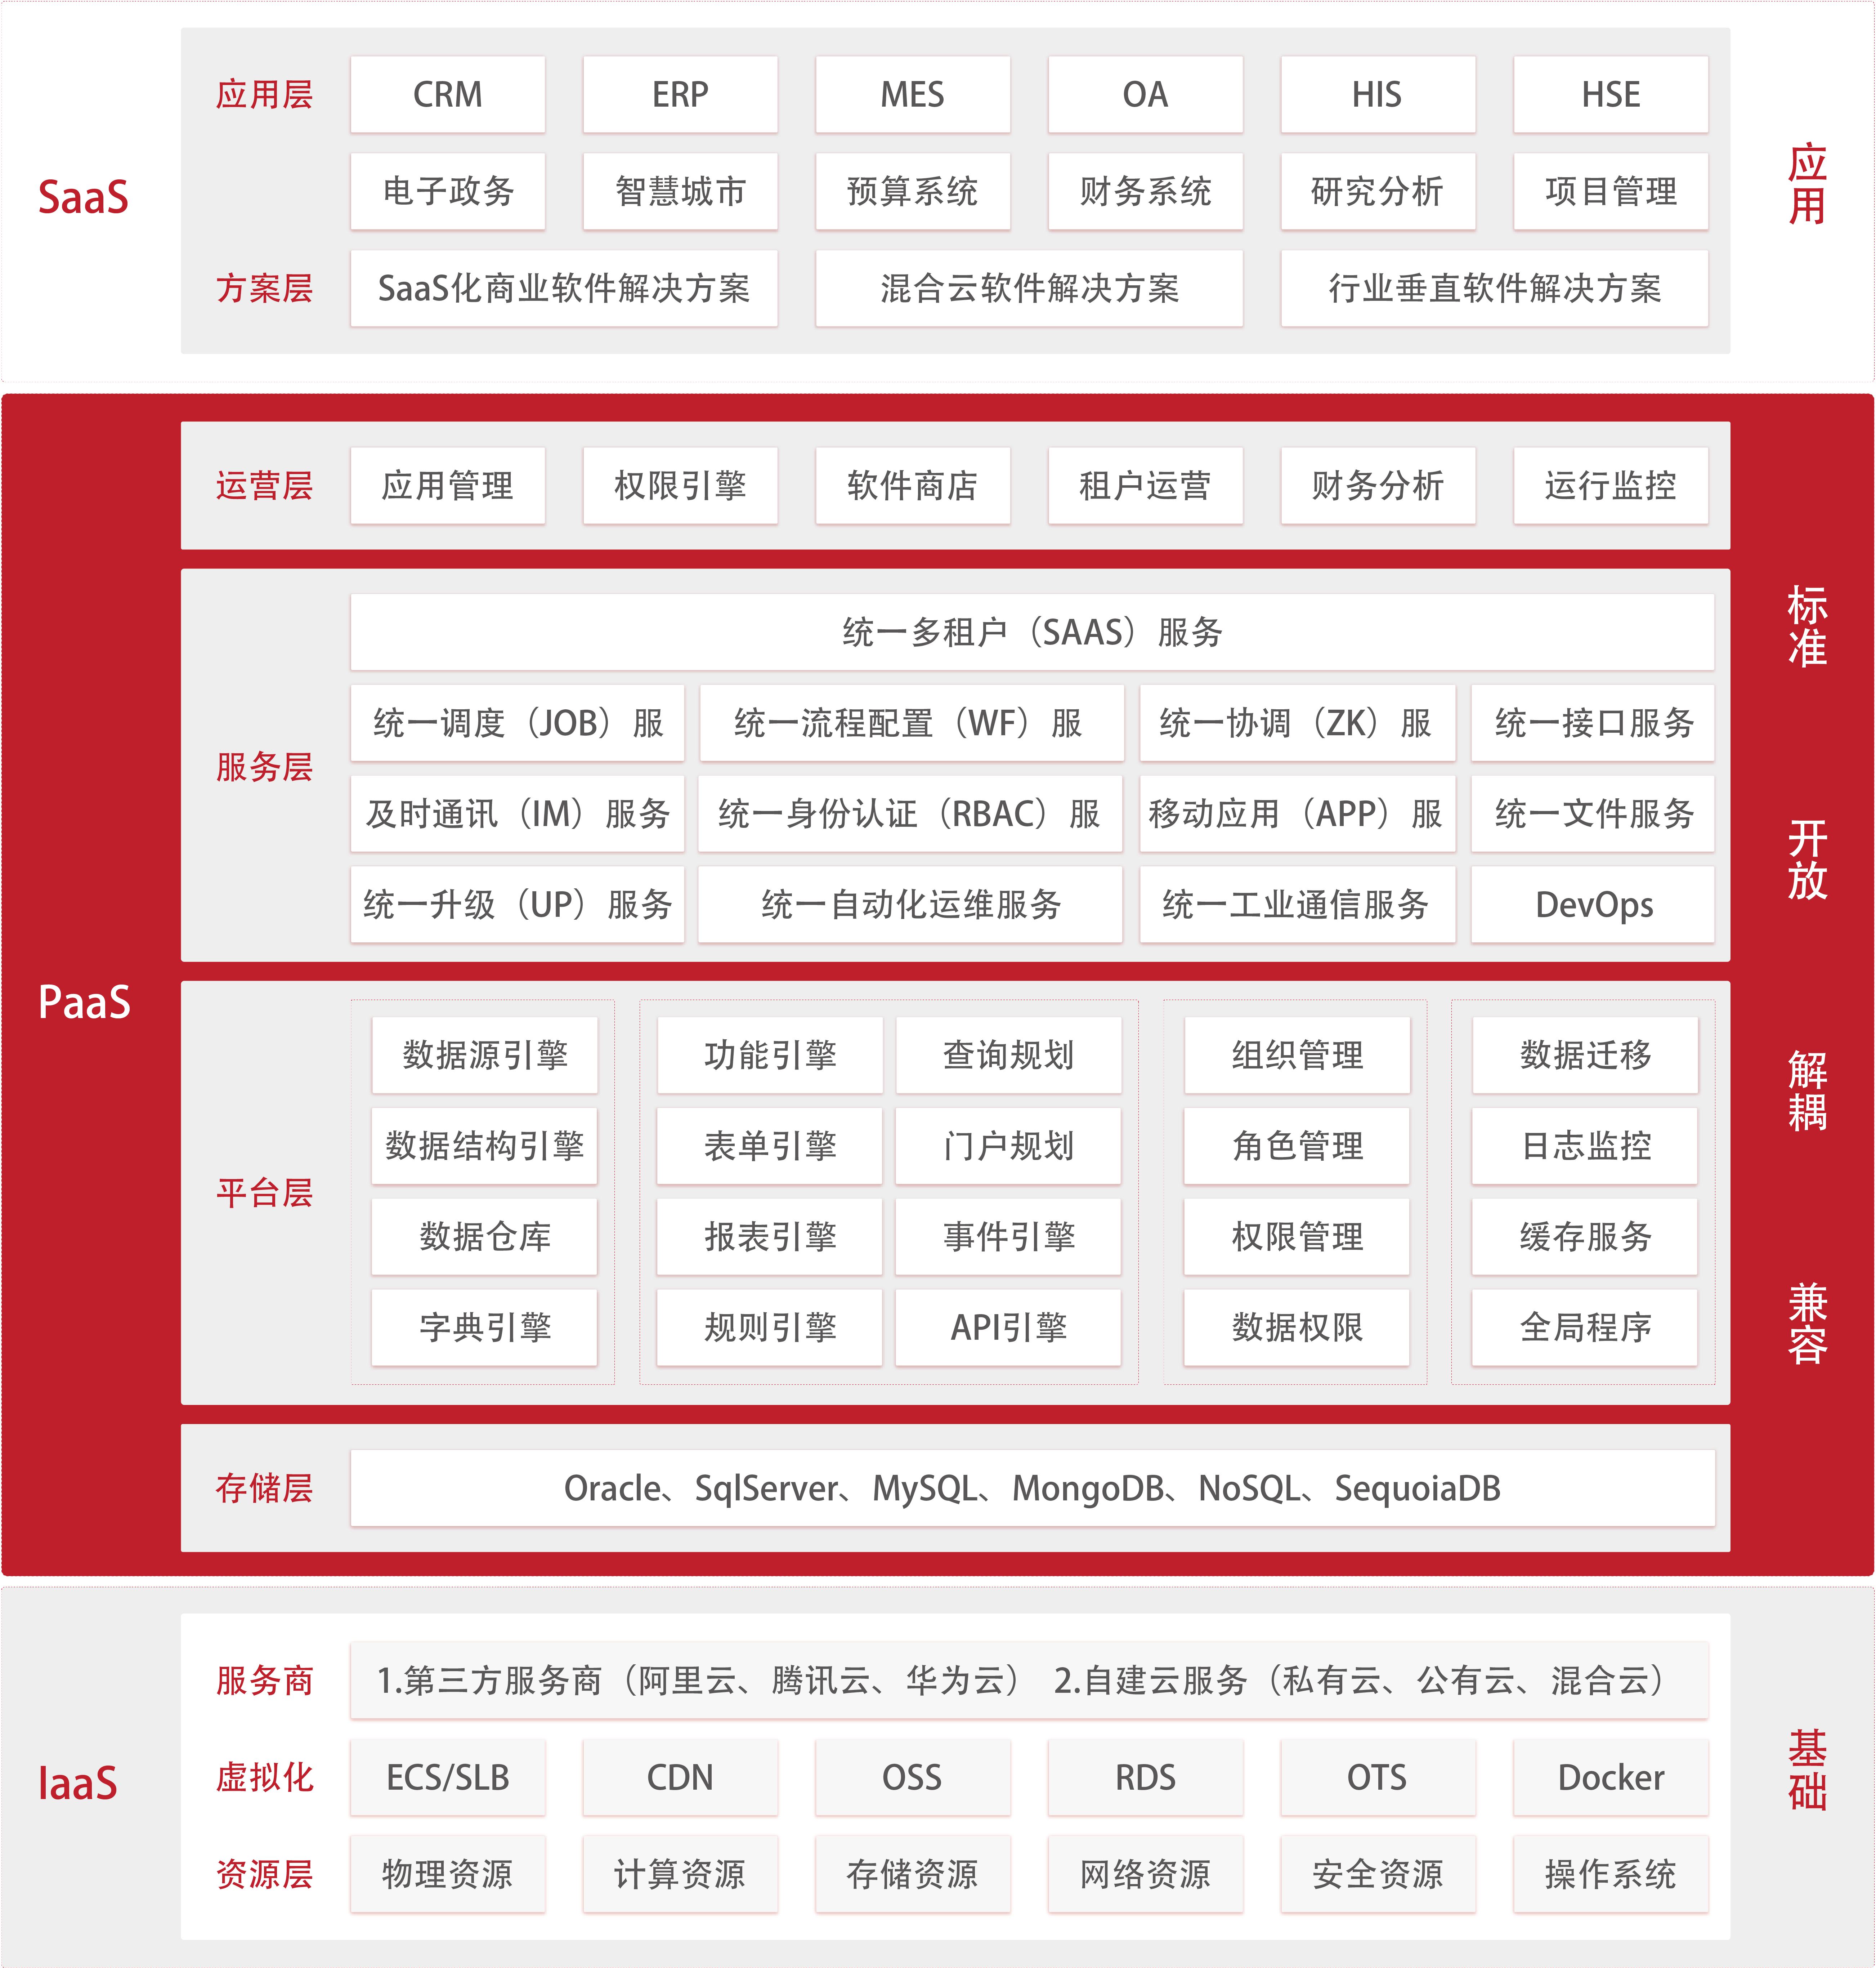 SaaS
应用层
CRM
ERP
MES
OA
HIS
HSE
电子政务
智慧城市
预算系统
财务系统
研究分析
项目管理
方案层
SaaS化商业软件解决方案
混合云软件解决方案
行业垂直软件解决方案
应用
PaaS
运营层
应用管理
权限引擎
软件商店
租户运营
财务分析
运行监控
服务层
统一多租户（SAAS）服务
统一调度（JOB）服
统一流程配置（WF）服
统一协调（ZK）服
统一接口服务
及时通讯（IM）服务
统一身份认证（RBAC）服
移动应用（APP）服
统一文件服务
统一升级（UP）服务
统一自动化运维服务
统一工业通信服务
DevOps
平台层
数据源引擎
功能引擎
查询规划
组织管理
数据迁移
数据结构引擎
表单引擎
门户规划
角色管理
日志监控
数据仓库
报表引擎
事件引擎
权限管理
缓存服务
字典引擎
规则引擎
API引擎
数据权限
全局程序
存储层
Oracle、SqlServer、MySQL、MongoDB、NoSQL、SequoiaDB
标准
开放
解耦
兼容
IaaS
服务商
1.第三方服务商（阿里云、腾讯云、华为云） 2.自建云服务（私有云、公有云、混合云）
虚拟化
ECS/SLB
CDN
OSS
RDS
OTS
Docker
资源层
物理资源
计算资源
存储资源
网络资源
安全资源
操作系统
基础